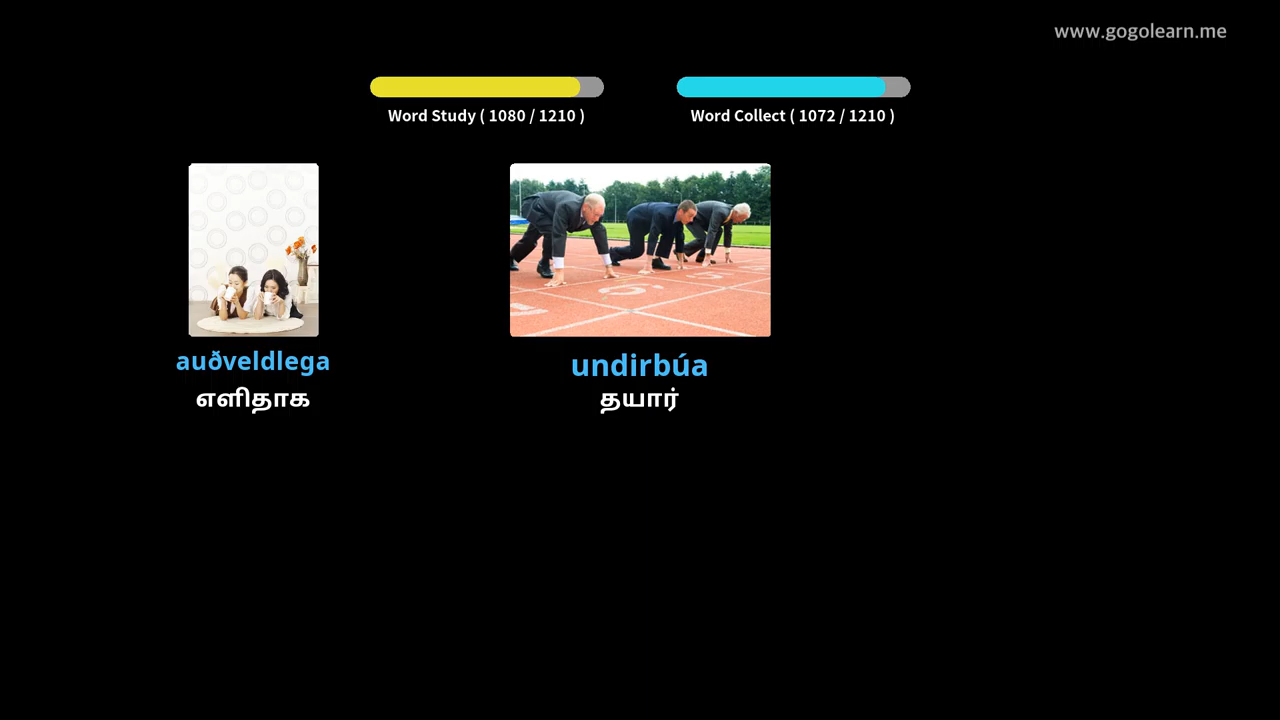 www.gogolearn.me
Word Study ( 1080 / 1210 )
Word Collect ( 1072 / 1210 )
auðveldlega
எளிதாக
undirbúa
தயார்